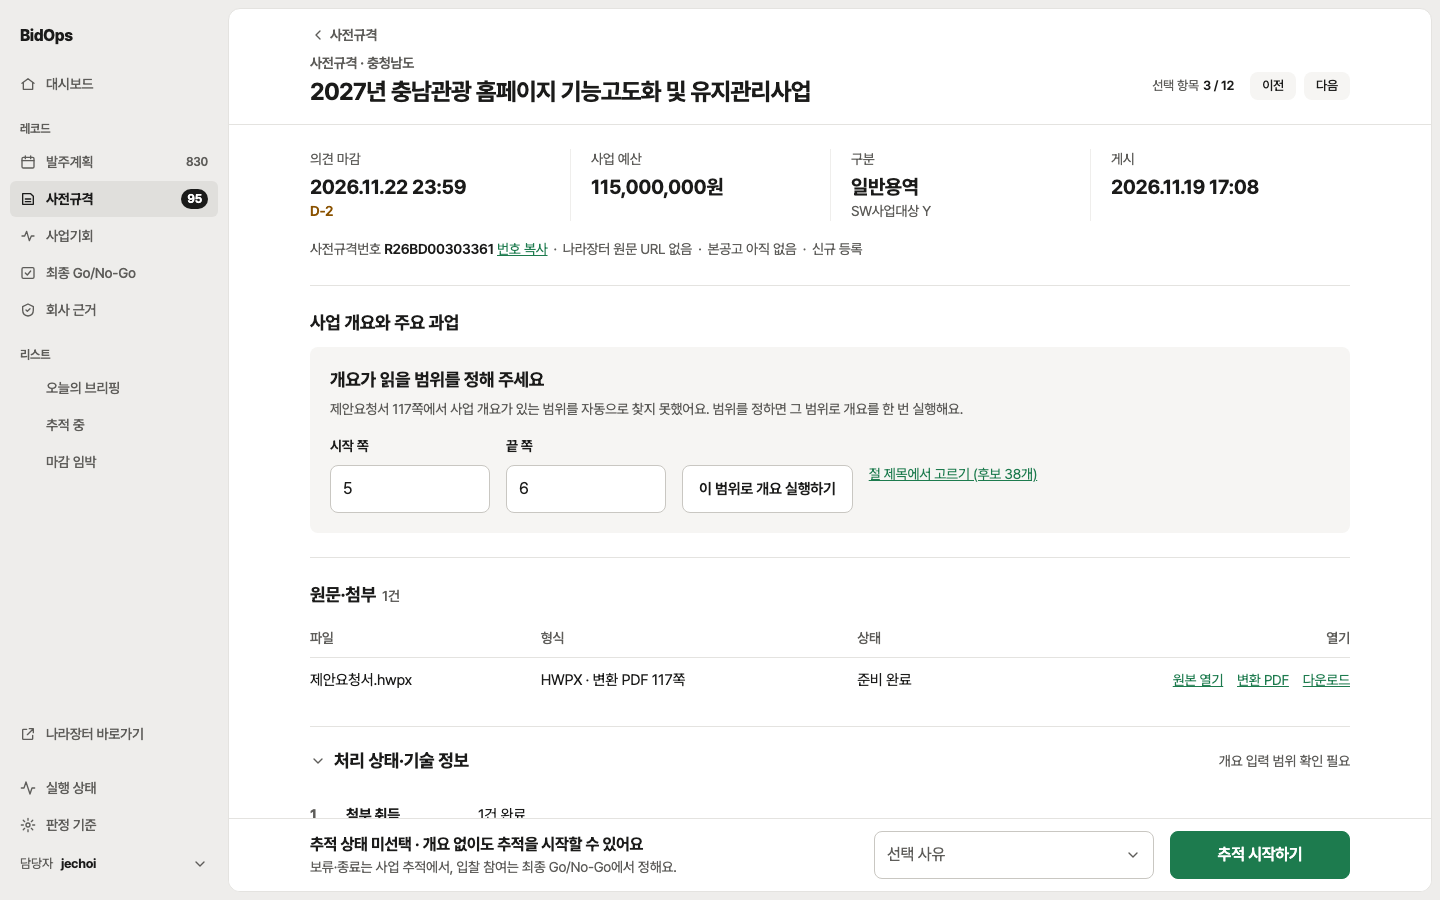 BidOps
대시보드
레코드
발주계획 830
사전규격 95
사업기회
최종 Go/No-Go
회사 근거
리스트
오늘의 브리핑
추적 중
마감 임박
나라장터 바로가기
실행 상태
판정 기준
담당자 jechoi
사전규격
사전규격 · 충청남도
2027년 충남관광 홈페이지 기능고도화 및 유지관리사업
선택 항목 3 / 12 이전 다음
의견 마감 사업 예산 구분 게시
2026.11.22 23:59 115,000,000원 일반용역 2026.11.19 17:08
D-2 SW사업대상 Y
사전규격번호 R26BD00303361 번호 복사 · 나라장터 원문 URL 없음 · 본공고 아직 없음 · 신규 등록
사업 개요와 주요 과업
개요가 읽을 범위를 정해 주세요
제안요청서 117쪽에서 사업 개요가 있는 범위를 자동으로 찾지 못했어요. 범위를 정하면 그 범위로 개요를 한 번 실행해요.
시작 쪽 끝 쪽
5 6 이 범위로 개요 실행하기 절 제목에서 고르기 (후보 38개)
원문·첨부 1건
파일 형식 상태 열기
제안요청서.hwpx HWPX · 변환 PDF 117쪽 준비 완료 원본 열기 변환 PDF 다운로드
처리 상태·기술 정보 개요 입력 범위 확인 필요
1 첨부 취득 1건 완료
추적 상태 미선택 · 개요 없이도 추적을 시작할 수 있어요
보류·종료는 사업 추적에서, 입찰 참여는 최종 Go/No-Go에서 정해요.
선택 사유 추적 시작하기